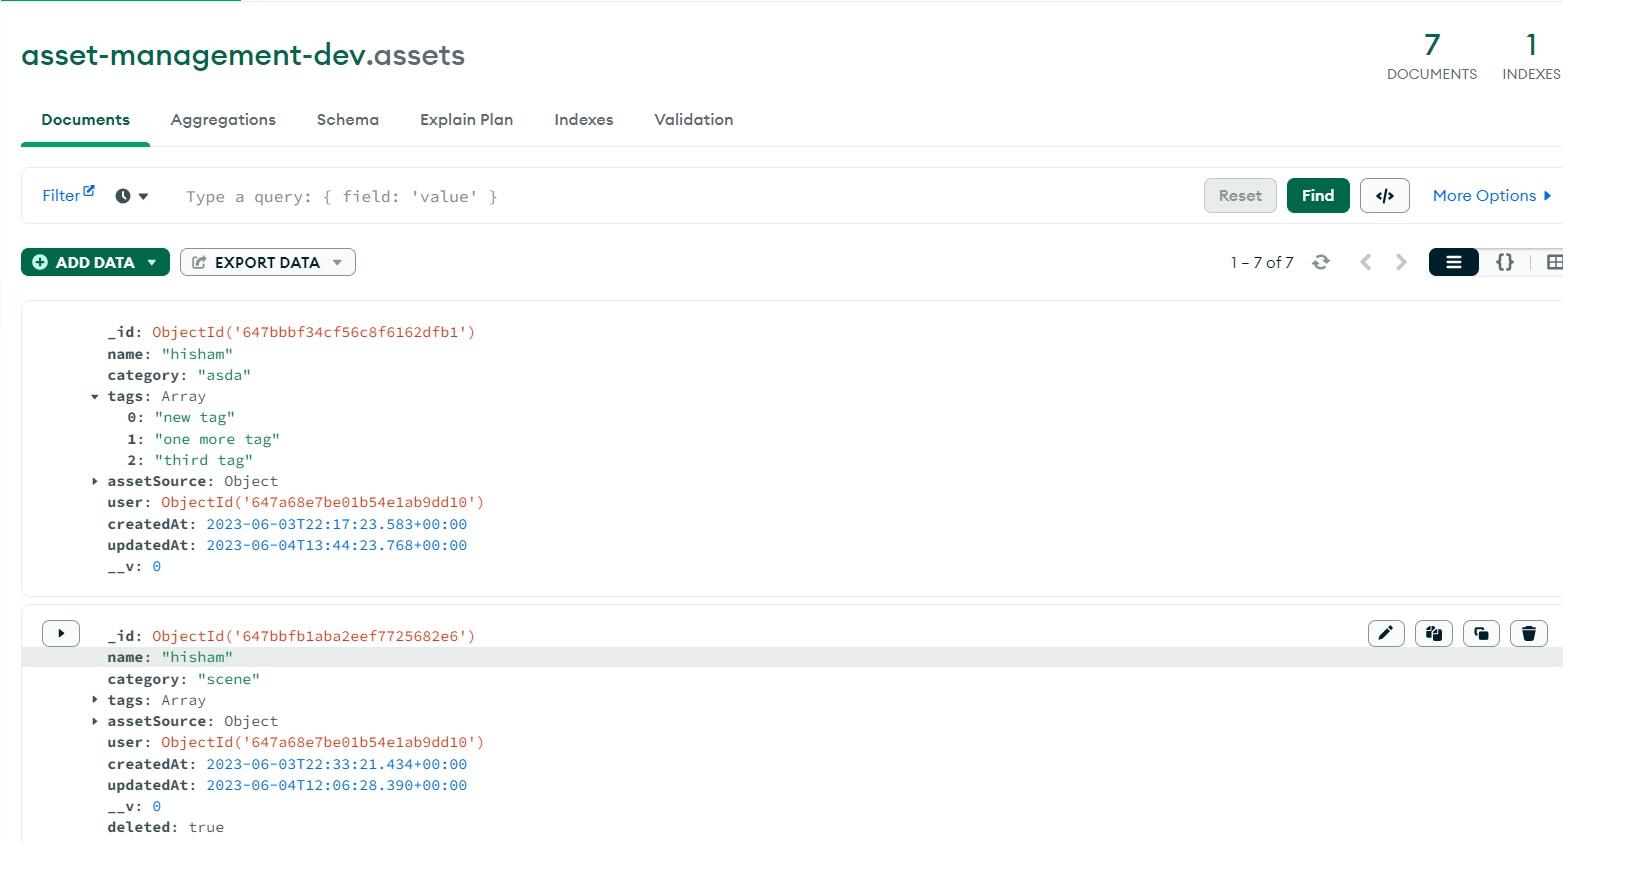 asset-management-dev.assets
7
DOCUMENTS
1
INDEXES
Documents Aggregations Schema Explain Plan Indexes Validation
Filter Type a query: { field: 'value' } Reset Find </> More Options
ADD DATA EXPORT DATA 1 – 7 of 7 {}
_id: ObjectId('647bbbf34cf56c8f6162dfb1')
name: "hisham"
category: "asda"
tags: Array
0: "new tag"
1: "one more tag"
2: "third tag"
assetSource: Object
user: ObjectId('647a68e7be01b54e1ab9dd10')
createdAt: 2023-06-03T22:17:23.583+00:00
updatedAt: 2023-06-04T13:44:23.768+00:00
__v: 0
_id: ObjectId('647bbfb1aba2eef7725682e6')
name: "hisham"
category: "scene"
tags: Array
assetSource: Object
user: ObjectId('647a68e7be01b54e1ab9dd10')
createdAt: 2023-06-03T22:33:21.434+00:00
updatedAt: 2023-06-04T12:06:28.390+00:00
__v: 0
deleted: true